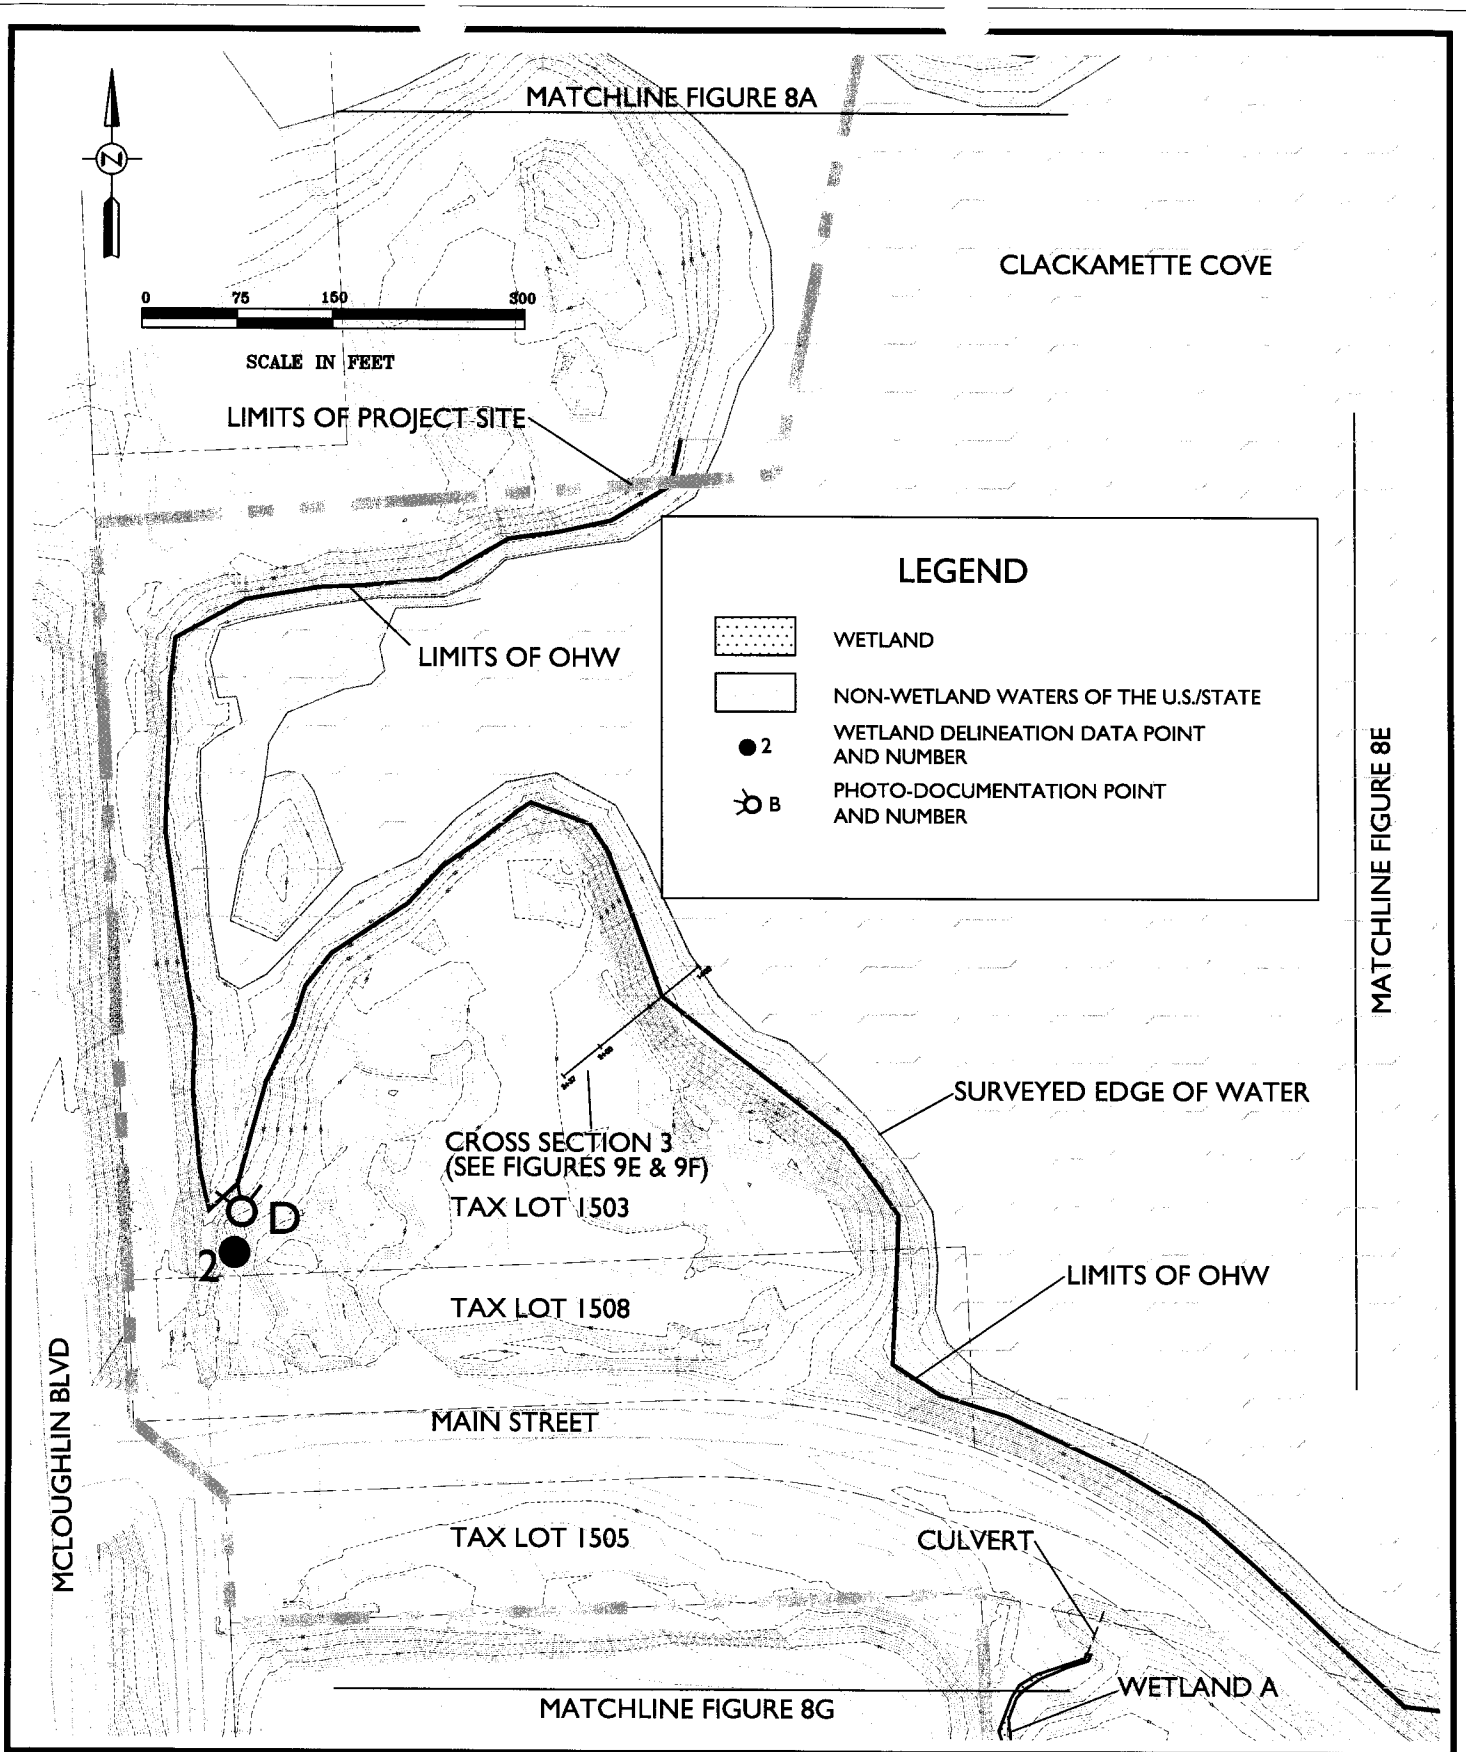 MATCHLINE FIGURE 8A
N
CLACKAMETTE COVE
0 75 150 300
SCALE IN FEET
LIMITS OF PROJECT SITE
LEGEND
WETLAND
NON-WETLAND WATERS OF THE U.S./STATE
2 WETLAND DELINEATION DATA POINT
AND NUMBER
B PHOTO-DOCUMENTATION POINT
AND NUMBER
LIMITS OF OHW
MATCHLINE FIGURE 8E
SURVEYED EDGE OF WATER
CROSS SECTION 3
(SEE FIGURES 9E & 9F)
TAX LOT 1503
D
2
LIMITS OF OHW
TAX LOT 1508
MCLOUGHLIN BLVD
MAIN STREET
TAX LOT 1505
CULVERT
WETLAND A
MATCHLINE FIGURE 8G